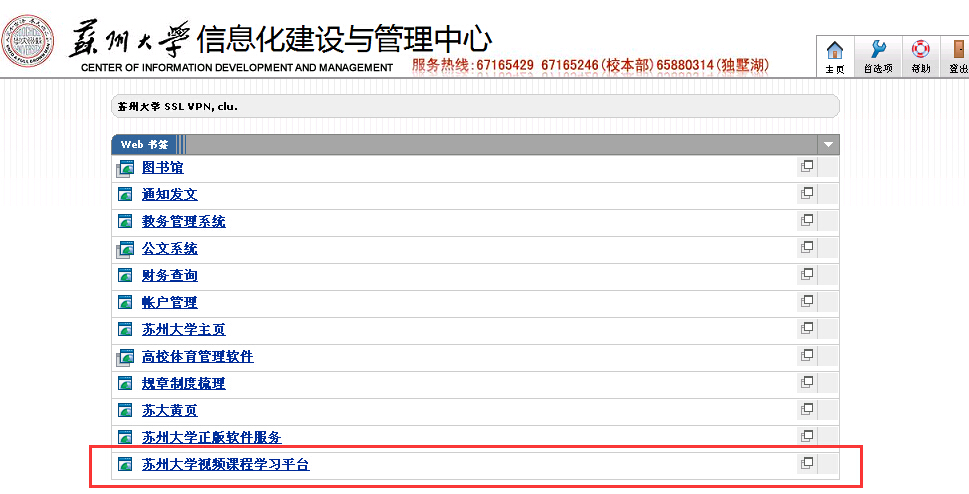 蘇州大学 信息化建设与管理中心
CENTER OF INFORMATION DEVELOPMENT AND MANAGEMENT
服务热线:67165429 67165246(校本部)65880314(独墅湖)
主页 首选项 帮助 登出
苏州大学 SSL VPN, clu.
Web 书签
图书馆
通知发文
教务管理系统
公文系统
财务查询
帐户管理
苏州大学主页
高校体育管理软件
规章制度梳理
苏大黄页
苏州大学正版软件服务
苏州大学视频课程学习平台